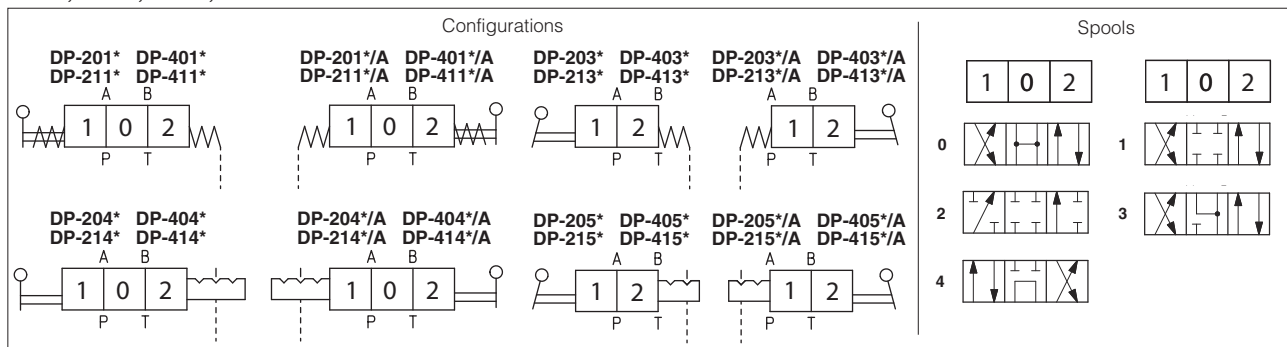 Configurations
DP-201* DP-401*
DP-211* DP-411*
A B
1 0 2
P T
DP-201*/A DP-401*/A
DP-211*/A DP-411*/A
A B
1 0 2
P T
DP-203* DP-403*
DP-213* DP-413*
A B
1 2
P T
DP-203*/A DP-403*/A
DP-213*/A DP-413*/A
A B
1 2
P T
DP-204* DP-404*
DP-214* DP-414*
A B
1 0 2
P T
DP-204*/A DP-404*/A
DP-214*/A DP-414*/A
A B
1 0 2
P T
DP-205* DP-405*
DP-215* DP-415*
A B
1 2
P T
DP-205*/A DP-405*/A
DP-215*/A DP-415*/A
A B
1 2
P T
Spools
1 0 2
1 0 2
0
1
2
3
4